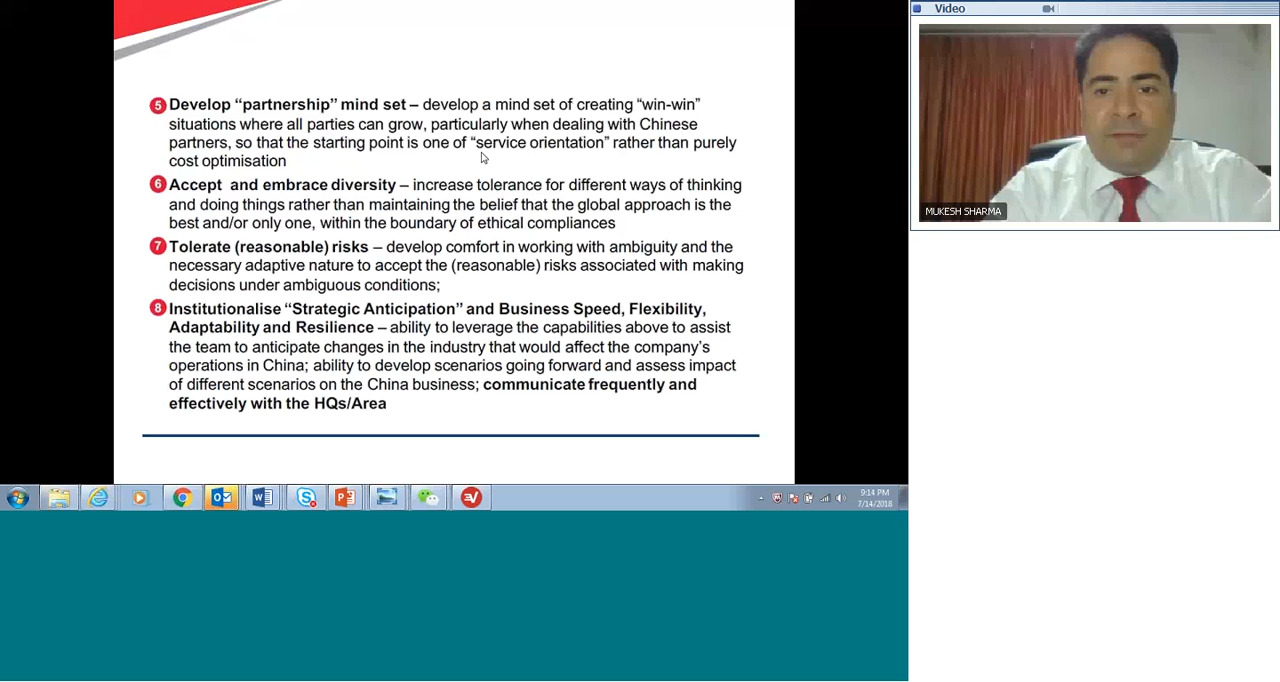 Video
5 Develop “partnership” mind set – develop a mind set of creating “win-win”
situations where all parties can grow, particularly when dealing with Chinese
partners, so that the starting point is one of “service orientation” rather than purely
cost optimisation
6 Accept and embrace diversity – increase tolerance for different ways of thinking
and doing things rather than maintaining the belief that the global approach is the
best and/or only one, within the boundary of ethical compliances
7 Tolerate (reasonable) risks – develop comfort in working with ambiguity and the
necessary adaptive nature to accept the (reasonable) risks associated with making
decisions under ambiguous conditions;
8 Institutionalise “Strategic Anticipation” and Business Speed, Flexibility,
Adaptability and Resilience – ability to leverage the capabilities above to assist
the team to anticipate changes in the industry that would affect the company’s
operations in China; ability to develop scenarios going forward and assess impact
of different scenarios on the China business; communicate frequently and
effectively with the HQs/Area
MUKESH SHARMA
9:14 PM
7/14/2018